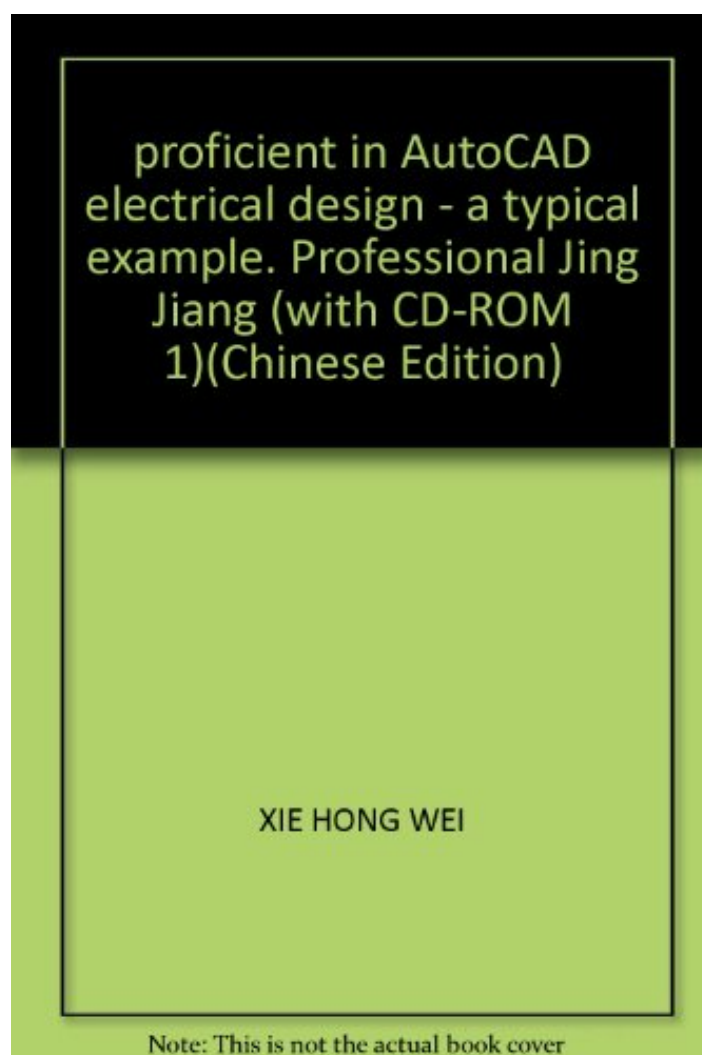 proficient in AutoCAD
electrical design - a typical
example. Professional Jing
Jiang (with CD-ROM
1)(Chinese Edition)
XIE HONG WEI
Note: This is not the actual book cover